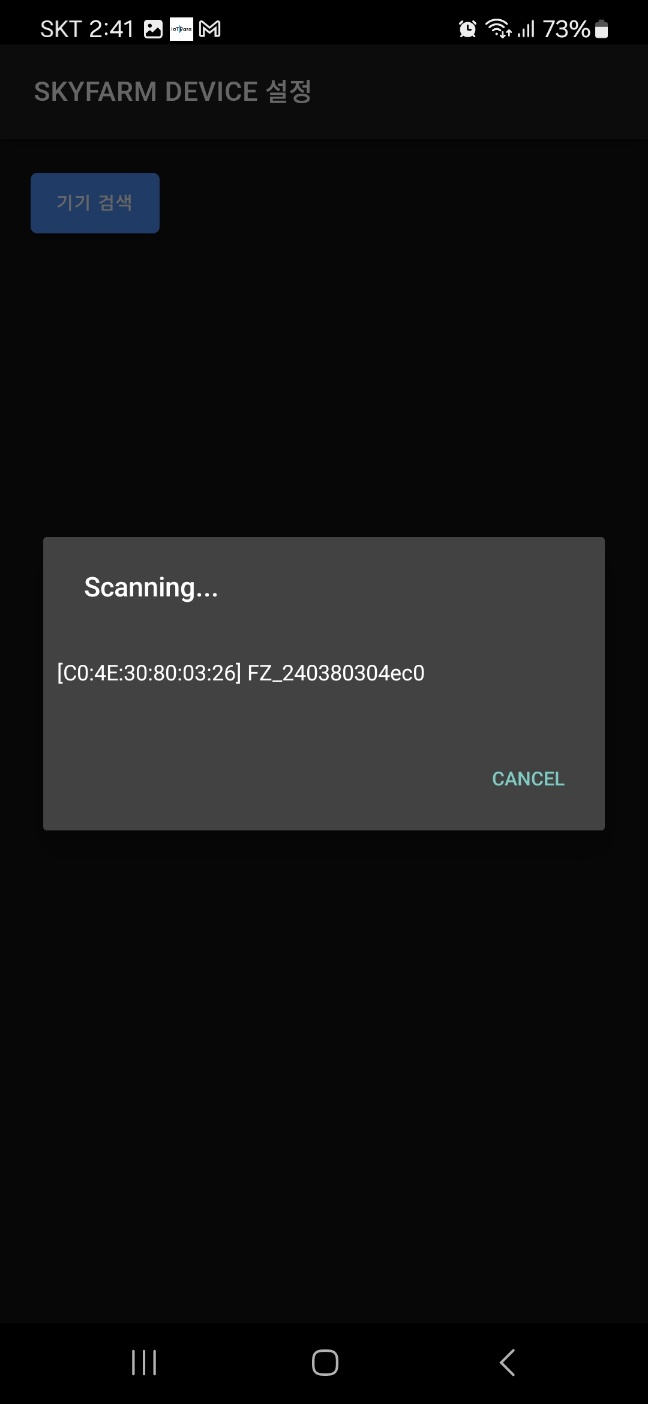 SKT 2:41 73%
SKYFARM DEVICE 설정
기기 검색
Scanning...
[C0:4E:30:80:03:26] FZ_240380304ec0
CANCEL